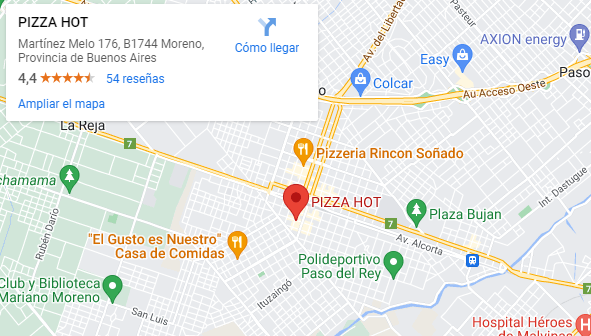 PIZZA HOT
Martínez Melo 176, B1744 Moreno,
Provincia de Buenos Aires
4,4
54 reseñas
Ampliar el mapa
Cómo llegar
Av. del Libertador
AXION energy
Easy
Paso
Colcar
Au Acceso Oeste
o
La Reja
7
Pizzeria Rincon Soñado
chamama
PIZZA HOT
Plaza Bujan
Int. Dastugue
7
Rubén Darío
"El Gusto es Nuestro"
Casa de Comidas
Av. Alcorta
Polideportivo
Paso del Rey
Club y Biblioteca
Mariano Moreno
Ituzaingó
San Luis
Hospital Héroes
de Malvinas